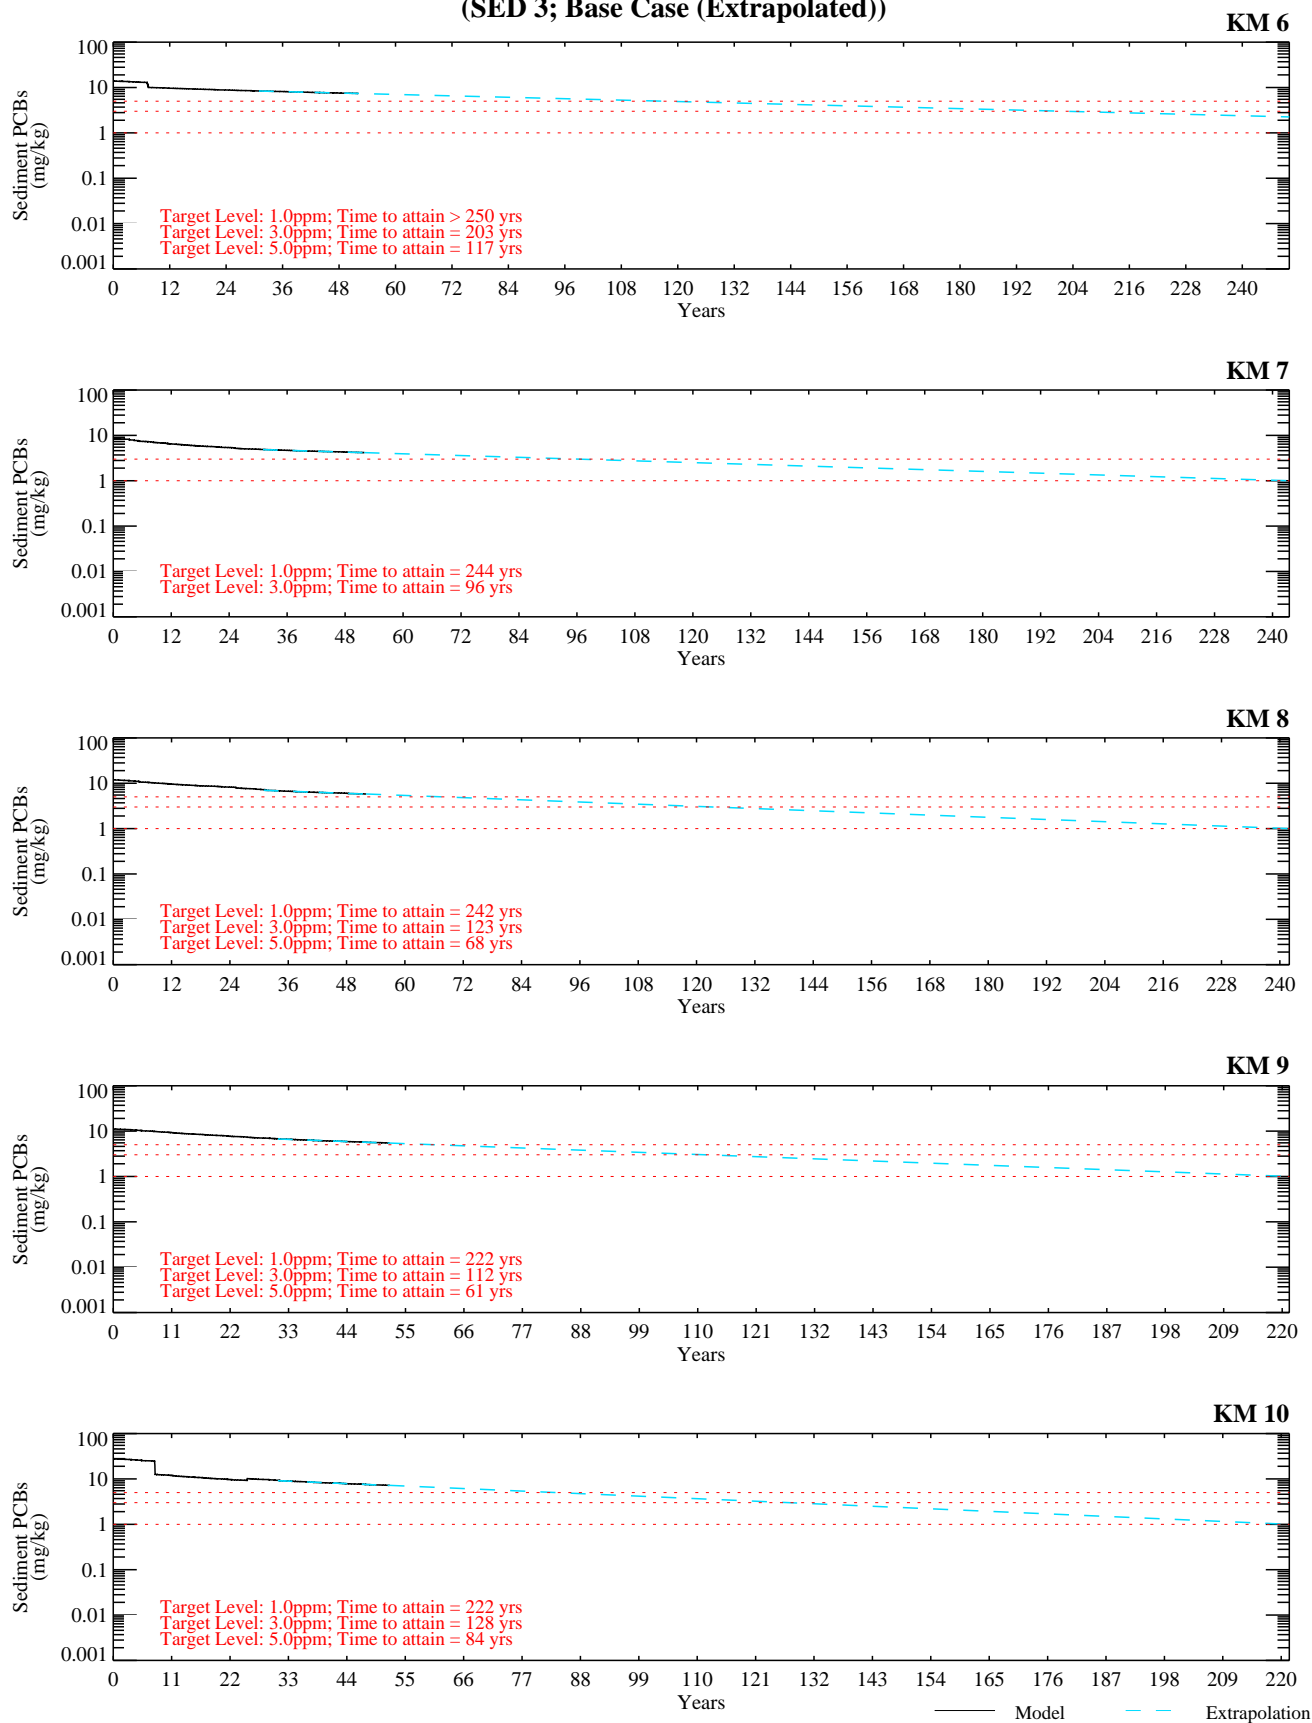 (SED 3; Base Case (Extrapolated))
KM 6
100
10
1
0.1
0.01
0.001
Sediment PCBs
(mg/kg)
Target Level: 1.0ppm; Time to attain > 250 yrs
Target Level: 3.0ppm; Time to attain = 203 yrs
Target Level: 5.0ppm; Time to attain = 117 yrs
0 12 24 36 48 60 72 84 96 108 120 132 144 156 168 180 192 204 216 228 240
Years
KM 7
100
10
1
0.1
0.01
0.001
Sediment PCBs
(mg/kg)
Target Level: 1.0ppm; Time to attain = 244 yrs
Target Level: 3.0ppm; Time to attain = 96 yrs
0 12 24 36 48 60 72 84 96 108 120 132 144 156 168 180 192 204 216 228 240
Years
KM 8
100
10
1
0.1
0.01
0.001
Sediment PCBs
(mg/kg)
Target Level: 1.0ppm; Time to attain = 242 yrs
Target Level: 3.0ppm; Time to attain = 123 yrs
Target Level: 5.0ppm; Time to attain = 68 yrs
0 12 24 36 48 60 72 84 96 108 120 132 144 156 168 180 192 204 216 228 240
Years
KM 9
100
10
1
0.1
0.01
0.001
Sediment PCBs
(mg/kg)
Target Level: 1.0ppm; Time to attain = 222 yrs
Target Level: 3.0ppm; Time to attain = 112 yrs
Target Level: 5.0ppm; Time to attain = 61 yrs
0 11 22 33 44 55 66 77 88 99 110 121 132 143 154 165 176 187 198 209 220
Years
KM 10
100
10
1
0.1
0.01
0.001
Sediment PCBs
(mg/kg)
Target Level: 1.0ppm; Time to attain = 222 yrs
Target Level: 3.0ppm; Time to attain = 128 yrs
Target Level: 5.0ppm; Time to attain = 84 yrs
0 11 22 33 44 55 66 77 88 99 110 121 132 143 154 165 176 187 198 209 220
Years
Model Extrapolation